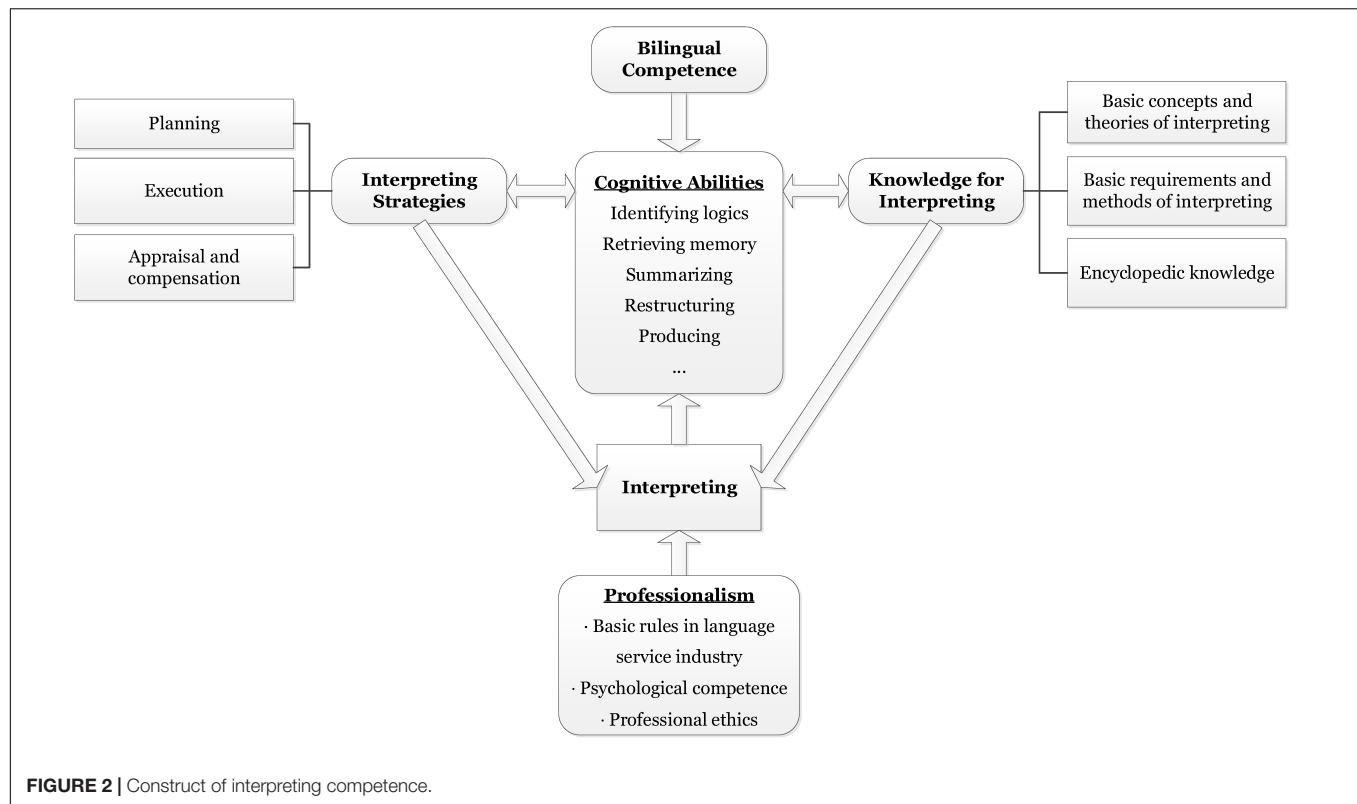 Bilingual
Competence
Planning
Execution
Appraisal and
compensation
Interpreting
Strategies
Cognitive Abilities
Identifying logics
Retrieving memory
Summarizing
Restructuring
Producing
...
Knowledge for
Interpreting
Basic concepts and
theories of interpreting
Basic requirements and
methods of interpreting
Encyclopedic knowledge
Interpreting
Professionalism
· Basic rules in language
service industry
· Psychological competence
· Professional ethics
FIGURE 2 | Construct of interpreting competence.